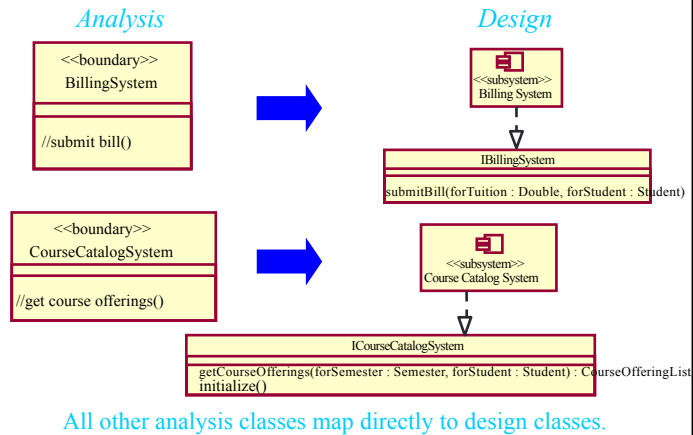 Analysis
Design
<<boundary>>
BillingSystem
//submit bill()
<<subsystem>>
Billing System
IBillingSystem
submitBill(forTuition : Double, forStudent : Student)
<<boundary>>
CourseCatalogSystem
//get course offerings()
<<subsystem>>
Course Catalog System
ICourseCatalogSystem
getCourseOfferings(forSemester : Semester, forStudent : Student) : CourseOfferingList
initialize()
All other analysis classes map directly to design classes.